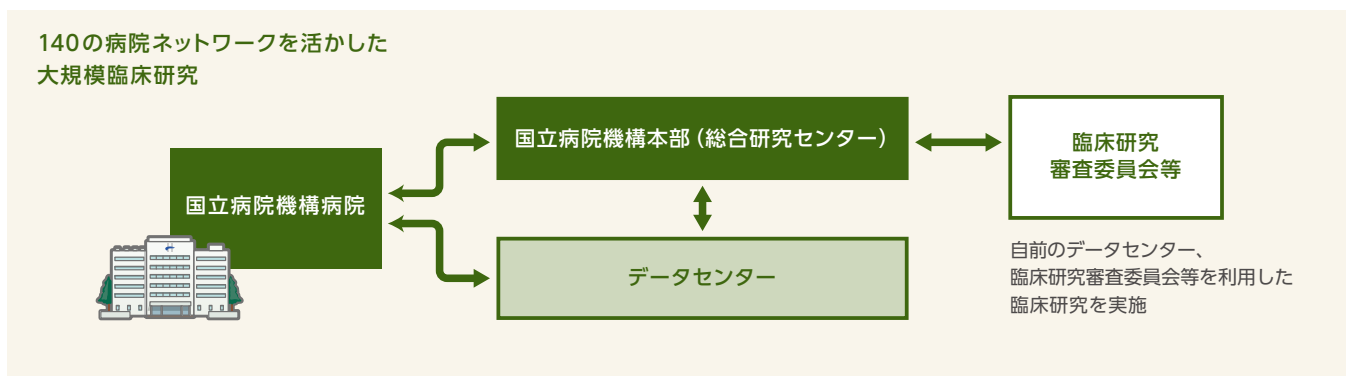 140の病院ネットワークを活かした
大規模臨床研究
国立病院機構本部（総合研究センター）
臨床研究
審査委員会等
国立病院機構病院
データセンター
自前のデータセンター、
臨床研究審査委員会等を利用した
臨床研究を実施